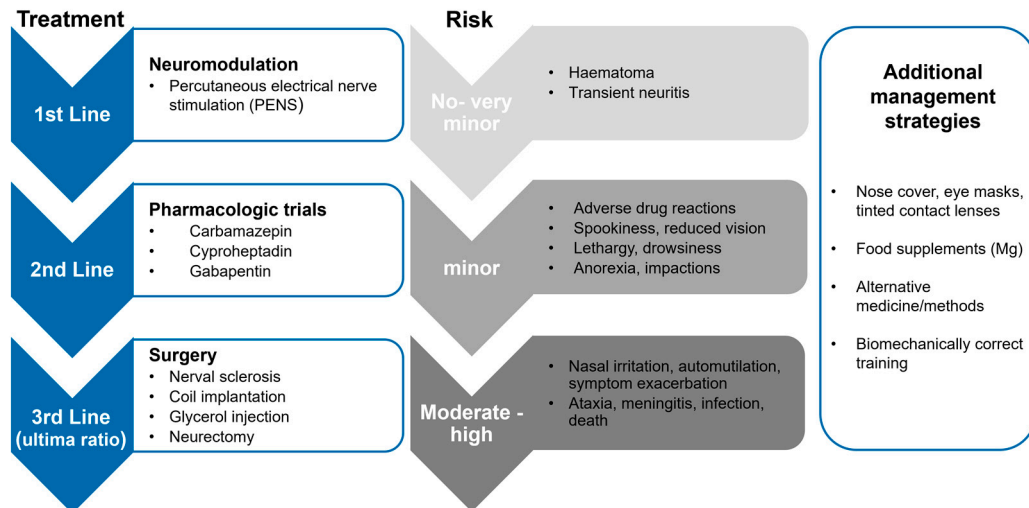 Treatment
Risk
1st Line
Neuromodulation
• Percutaneous electrical nerve
stimulation (PENS)
No- very
minor
• Haematoma
• Transient neuritis
2nd Line
Pharmacologic trials
• Carbamazepin
• Cyproheptadin
• Gabapentin
minor
• Adverse drug reactions
• Spookiness, reduced vision
• Lethargy, drowsiness
• Anorexia, impactions
3rd Line
(ultima ratio)
Surgery
• Nerval sclerosis
• Coil implantation
• Glycerol injection
• Neurectomy
Moderate -
high
• Nasal irritation, automutilation,
symptom exacerbation
• Ataxia, meningitis, infection,
death
Additional
management
strategies
• Nose cover, eye masks,
tinted contact lenses
• Food supplements (Mg)
• Alternative
medicine/methods
• Biomechanically correct
training